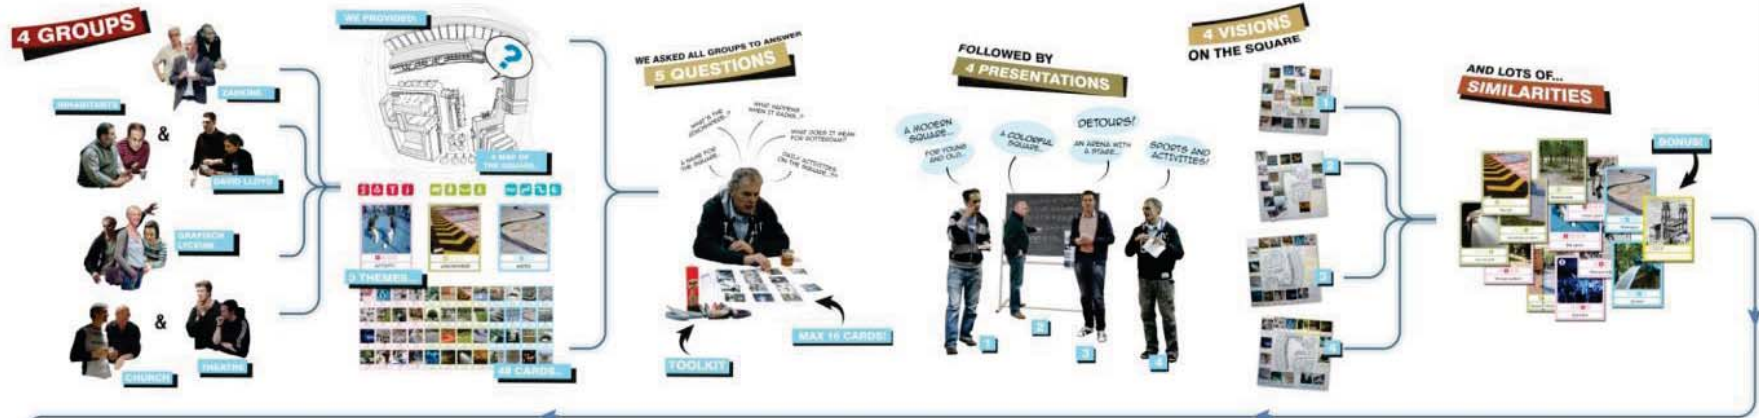 4 GROUPS
ZADKINE
INHABITANTS
&
DAVID LLOYD
GRAFISCH
LYCEUM
&
CHURCH
THEATRE
WE PROVIDED:
?
A MAP OF
THE SQUARE
3 THEMES...
48 CARDS..
WE ASKED ALL GROUPS TO ANSWER
5 QUESTIONS
WHAT'S THE
ATMOSPHERE..?
WHAT HAPPENS
WHEN IT RAINS..?
WHAT DOES IT MEAN
FOR ROTTERDAM?
A NAME FOR
THE SQUARE..
DAILY ACTIVITIES
ON THE SQUARE..?
MAX 16 CARDS!
TOOLKIT
FOLLOWED BY
4 PRESENTATIONS
A MODERN
SQUARE...
FOR YOUNG
AND OLD...
A COLORFUL
SQUARE...
DETOURS!
AN ARENA WITH
A STAGE...
SPORTS AND
ACTIVITIES!
1
2
3
4
4 VISIONS
ON THE SQUARE
1
2
3
4
AND LOTS OF...
SIMILARITIES
BONUS!